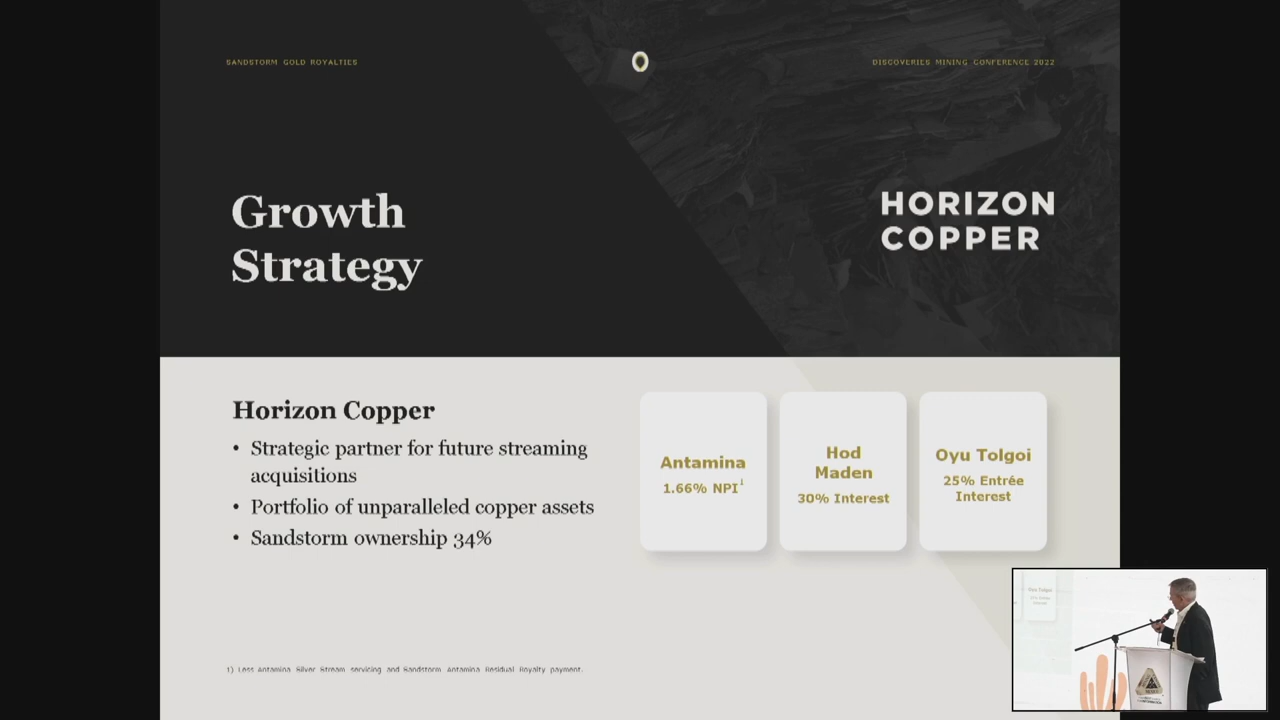 SANDSTORM GOLD ROYALTIES
DISCOVERIES MINING CONFERENCE 2022
Growth
Strategy
HORIZON
COPPER
Horizon Copper
• Strategic partner for future streaming
acquisitions
• Portfolio of unparalleled copper assets
• Sandstorm ownership 34%
Antamina
1.66% NPI¹
Hod
Maden
30% Interest
Oyu Tolgoi
25% Entrée
Interest
1) Less Antamina Silver Stream servicing and Sandstorm Antamina Residual Royalty payment.
Oyu Tolgoi